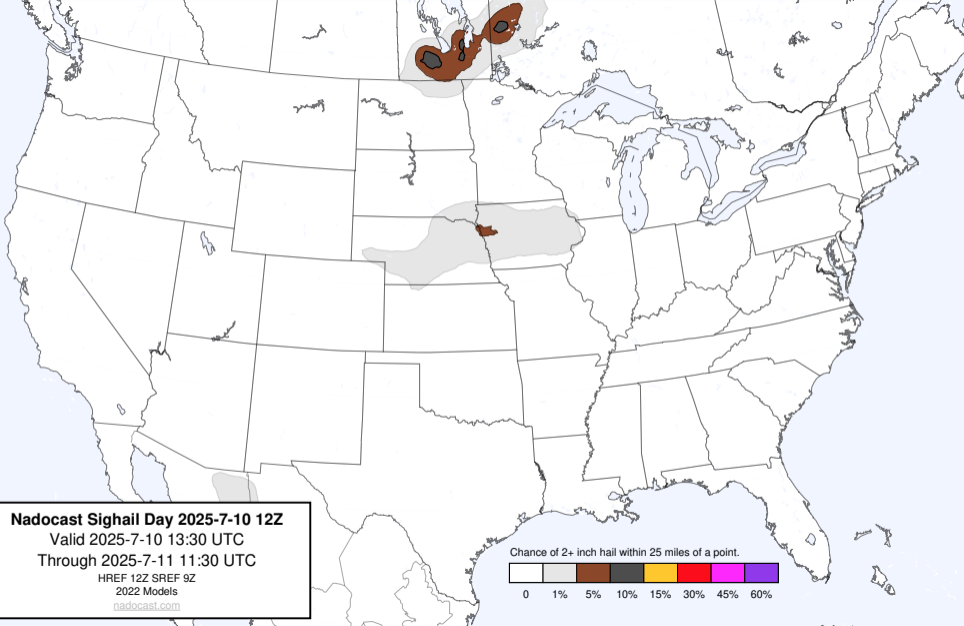 Nadocast Sighail Day 2025-7-10 12Z
Valid 2025-7-10 13:30 UTC
Through 2025-7-11 11:30 UTC
HREF 12Z SREF 9Z
2022 Models
nadocast.com
Chance of 2+ inch hail within 25 miles of a point.
0 1% 5% 10% 15% 30% 45% 60%